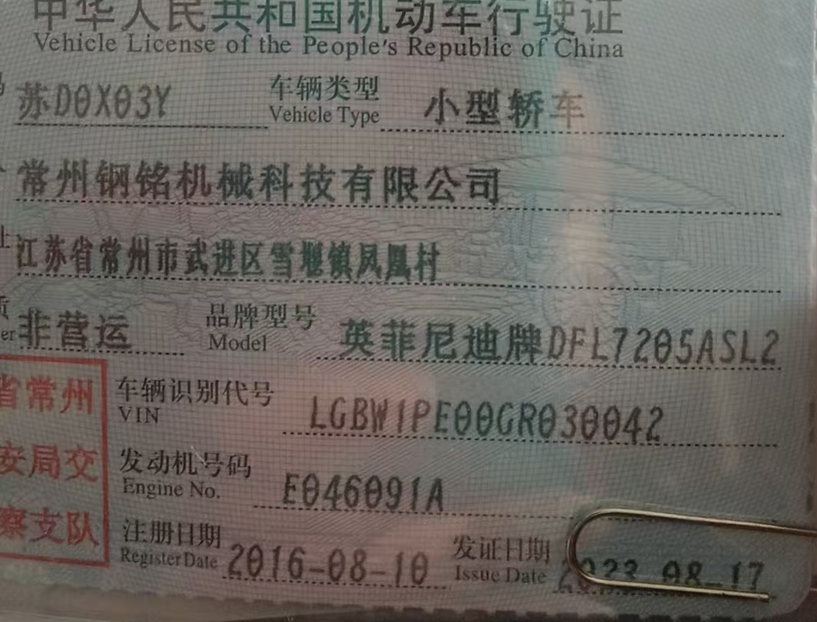 中华人民共和国机动车行驶证
Vehicle License of the People's Republic of China
苏D0X03Y 车辆类型 Vehicle Type 小型轿车
常州钢铭机械科技有限公司
江苏省常州市武进区雪堰镇凤凰村
非营运 品牌型号 Model 英菲尼迪牌DFL7205ASL2
省常州
安局交
察支队
车辆识别代号 VIN LGBW1PE00GR030042
发动机号码 Engine No. E046091A
注册日期 Register Date 2016-08-10 发证日期 Issue Date 2023-08-17